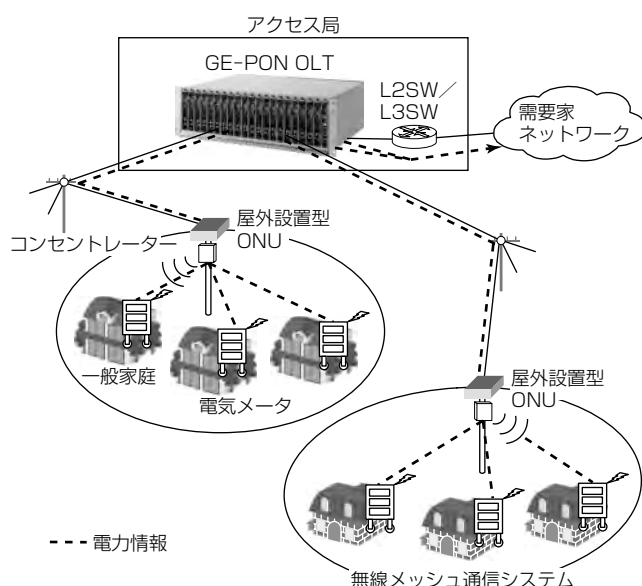 アクセス局
GE-PON OLT
L2SW／
L3SW
需要家
ネットワーク
コンセントレーター
屋外設置型
ONU
一般家庭
電気メータ
屋外設置型
ONU
電力情報
無線メッシュ通信システム